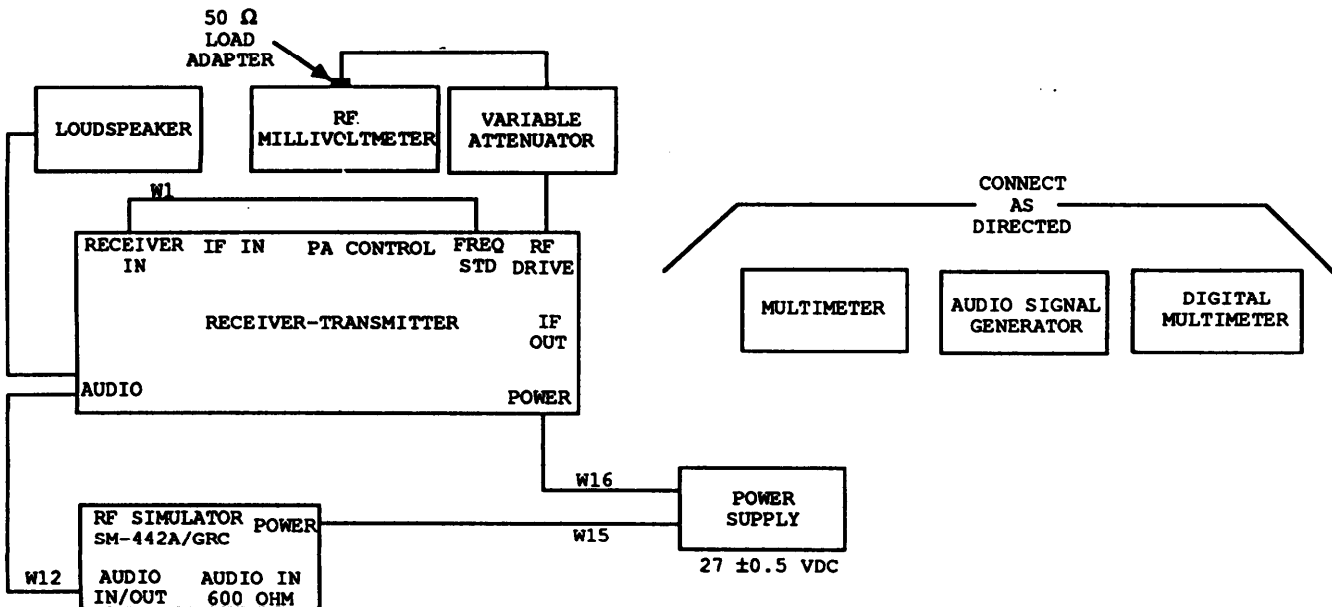 50 Ω
LOAD
ADAPTER
LOUDSPEAKER
RF
MILLIVOLTMETER
VARIABLE
ATTENUATOR
W1
RECEIVER
IN
IF IN
PA CONTROL
FREQ
STD
RF
DRIVE
RECEIVER-TRANSMITTER
IF
OUT
AUDIO
POWER
CONNECT
AS
DIRECTED
MULTIMETER
AUDIO SIGNAL
GENERATOR
DIGITAL
MULTIMETER
W16
POWER
SUPPLY
W15
27 ±0.5 VDC
RF SIMULATOR
SM-442A/GRC
POWER
W12
AUDIO
IN/OUT
AUDIO IN
600 OHM